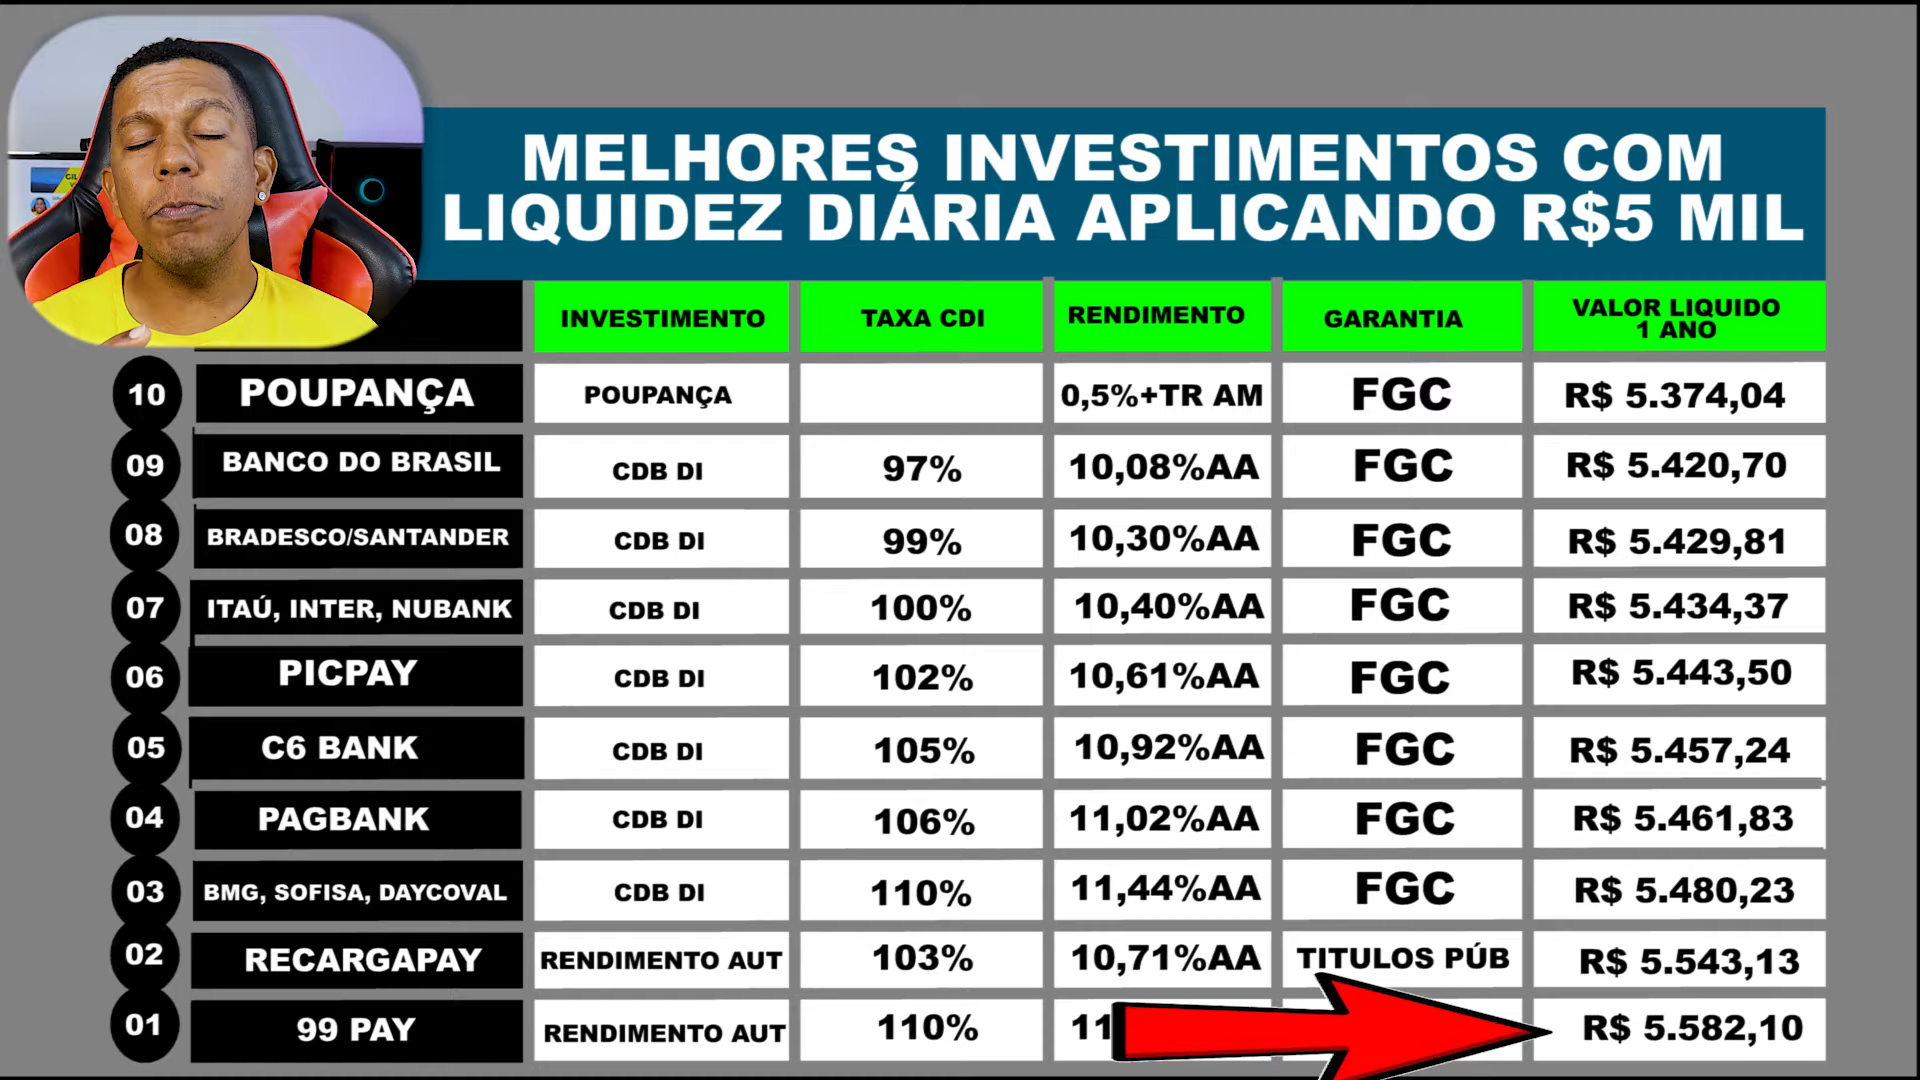 GIL
MELHORES INVESTIMENTOS COM
LIQUIDEZ DIÁRIA APLICANDO R$5 MIL
INVESTIMENTO TAXA CDI RENDIMENTO GARANTIA VALOR LIQUIDO
1 ANO
10 POUPANÇA POUPANÇA 0,5%+TR AM FGC R$ 5.374,04
09 BANCO DO BRASIL CDB DI 97% 10,08%AA FGC R$ 5.420,70
08 BRADESCO/SANTANDER CDB DI 99% 10,30%AA FGC R$ 5.429,81
07 ITAÚ, INTER, NUBANK CDB DI 100% 10,40%AA FGC R$ 5.434,37
06 PICPAY CDB DI 102% 10,61%AA FGC R$ 5.443,50
05 C6 BANK CDB DI 105% 10,92%AA FGC R$ 5.457,24
04 PAGBANK CDB DI 106% 11,02%AA FGC R$ 5.461,83
03 BMG, SOFISA, DAYCOVAL CDB DI 110% 11,44%AA FGC R$ 5.480,23
02 RECARGAPAY RENDIMENTO AUT 103% 10,71%AA TITULOS PÚB R$ 5.543,13
01 99 PAY RENDIMENTO AUT 110% 11 R$ 5.582,10